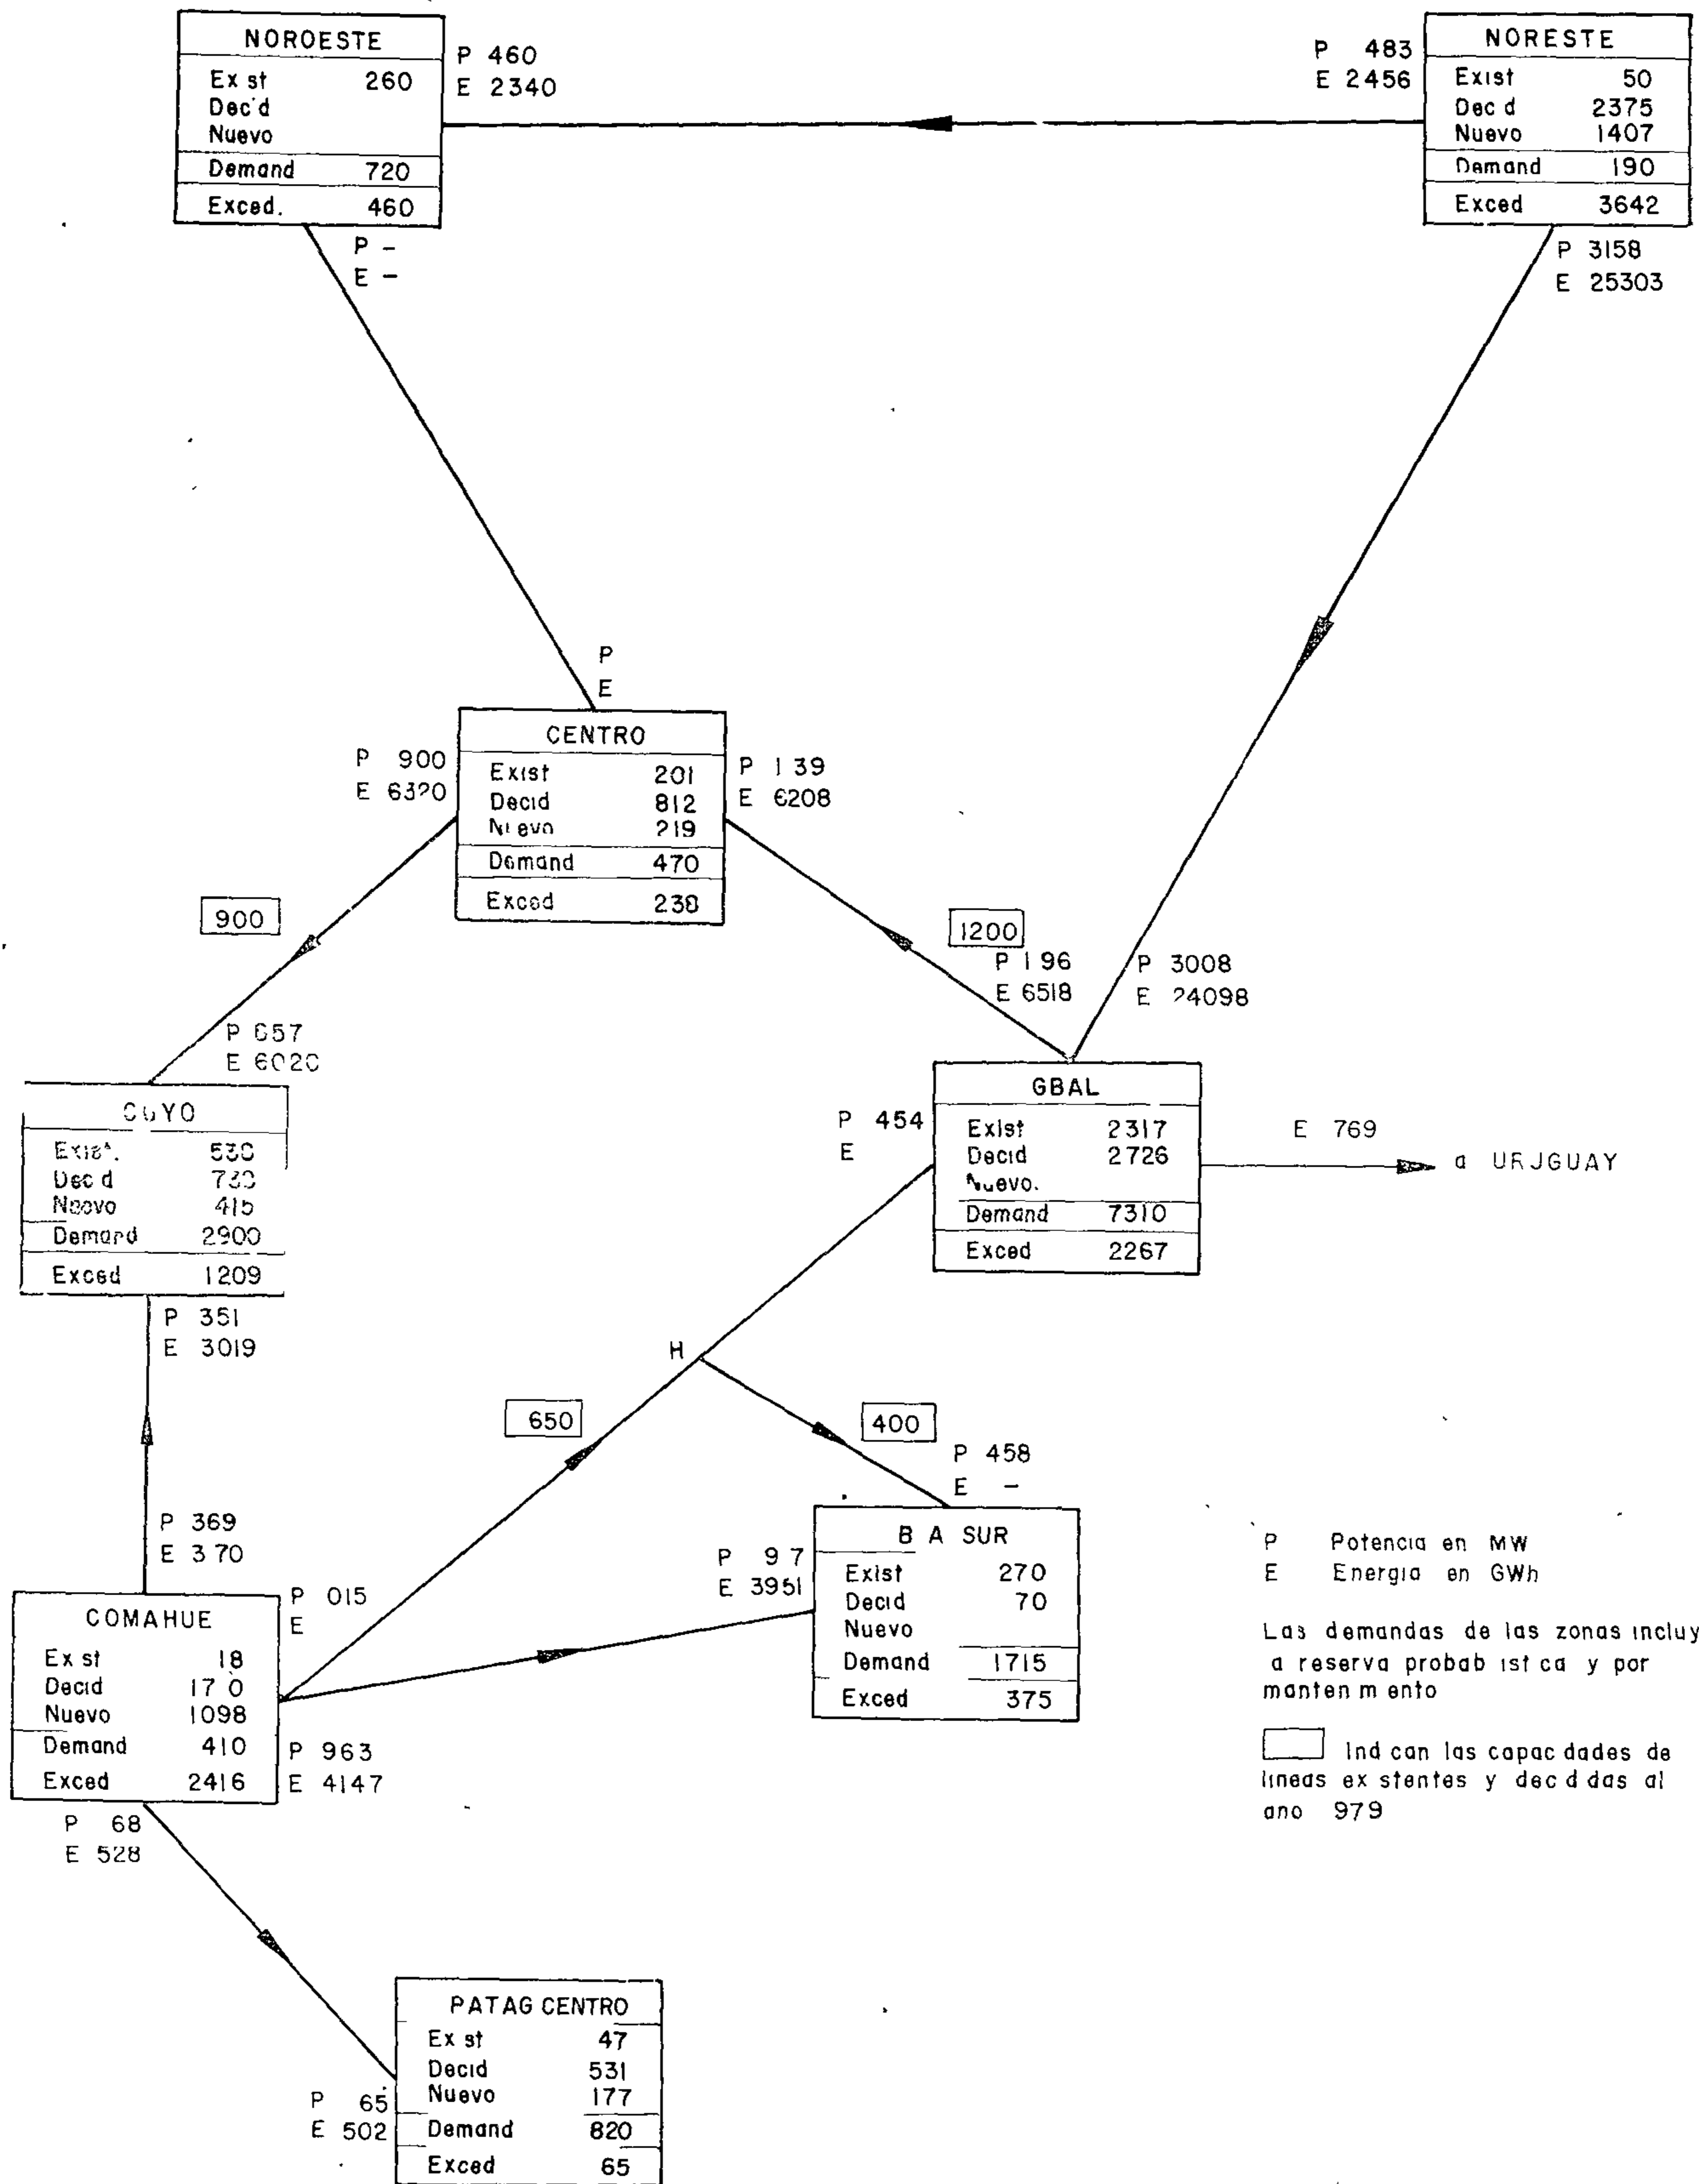 NOROESTE
Ex st 260
Dec'd
Nuevo
Demand 720
Exced. 460
P 460
E 2340
P -
E -
P 483
E 2456
NORESTE
Exist 50
Dec d 2375
Nuevo 1407
Demand 190
Exced 3642
P 3158
E 25303
P
E
CENTRO
Exist 201
Decid 812
Nuevo 219
Demand 470
Exced 238
P 900
E 6320
P 1 39
E 6208
900
1200
P 1 96
E 6518
P 3008
E 24098
P 657
E 6020
CUYO
Exist. 530
Dec d 730
Nuevo 415
Demand 2900
Exced 1209
P 351
E 3019
GBAL
Exist 2317
Decid 2726
Nuevo.
Demand 7310
Exced 2267
P 454
E
E 769
a URUGUAY
H
650
400
P 458
E -
P 369
E 3 70
COMAHUE
Ex st 18
Decid 17 0
Nuevo 1098
Demand 410
Exced 2416
P 015
E
P 963
E 4147
P 68
E 528
P 9 7
E 3951
B A SUR
Exist 270
Decid 70
Nuevo
Demand 1715
Exced 375
P Potencia en MW
E Energia en GWh
Las demandas de las zonas incluy
a reserva probab ist ca y por
manten m ento
Ind can las capac dades de
lineas ex stentes y dec d das al
ano 979
PATAG CENTRO
Ex st 47
Decid 531
Nuevo 177
Demand 820
Exced 65
P 65
E 502